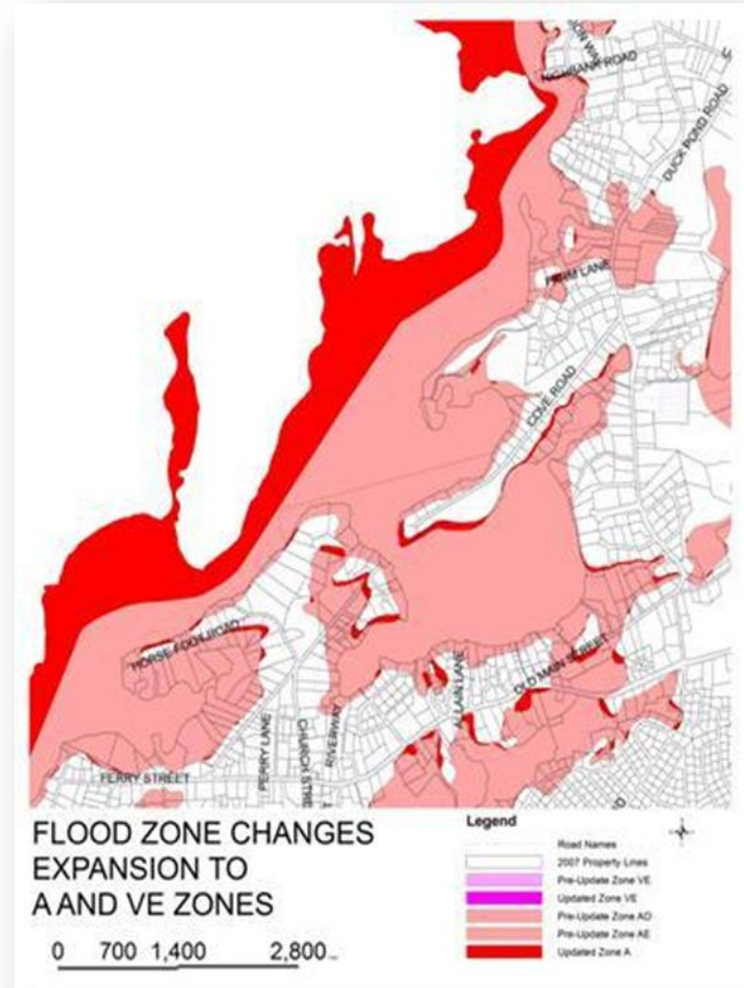 HIGHBANK ROAD
DUCK POND ROAD
FARM LANE
COVE ROAD
HORSE FOOT ROAD
OLD MAIN STREET
ALLAIN LANE
PERRY LANE
CHURCH STRE
RIVERWAY
FERRY STREET
FLOOD ZONE CHANGES
EXPANSION TO
A AND VE ZONES
0 700 1,400 2,800
Legend
Road Names
2007 Property Lines
Pre-Update Zone VE
Updated Zone VE
Pre-Update Zone AO
Pre-Update Zone AE
Updated Zone A